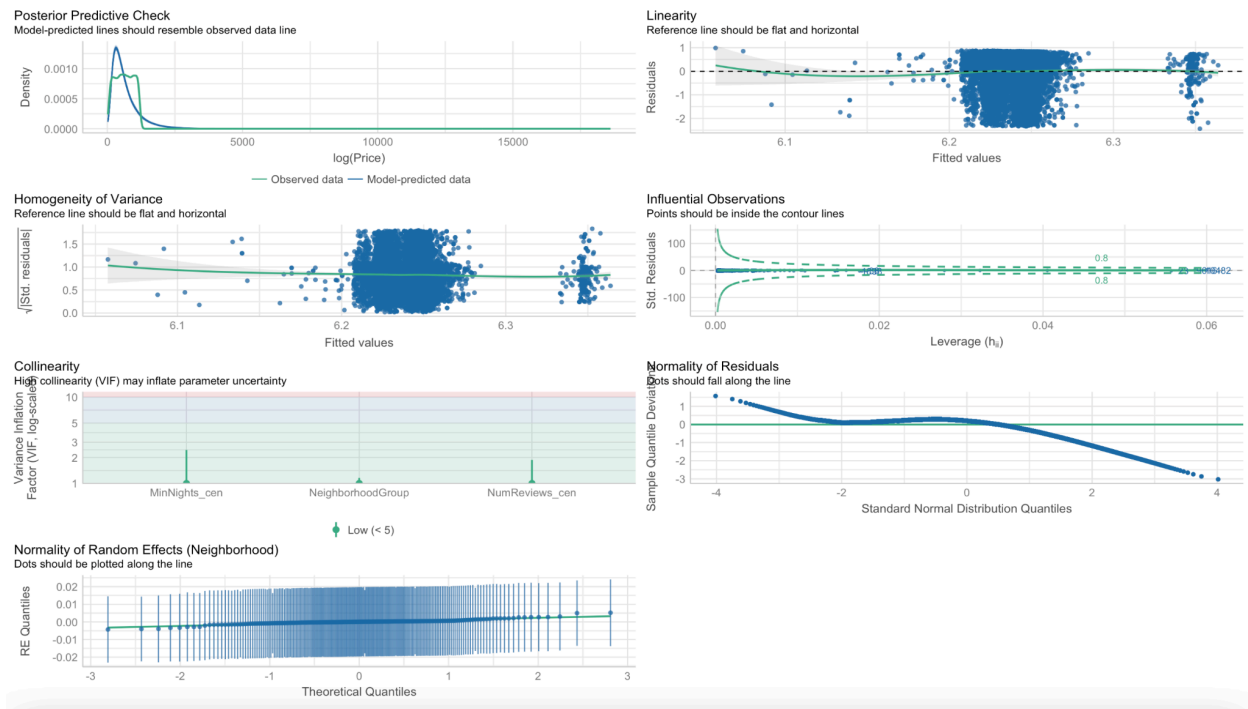 Posterior Predictive Check
Model-predicted lines should resemble observed data line
Density
0.0010
0.0005
0.0000
0
5000
10000
15000
log(Price)
Observed data
Model-predicted data
Linearity
Reference line should be flat and horizontal
Residuals
1
0
-1
-2
6.1
6.2
6.3
Fitted values
Homogeneity of Variance
Reference line should be flat and horizontal
√|Std. residuals|
1.5
1.0
0.5
0.0
6.1
6.2
6.3
Fitted values
Influential Observations
Points should be inside the contour lines
Std. Residuals
100
0
-100
0.8
0.8
0.00
0.02
0.04
0.06
Leverage (hᵢᵢ)
Collinearity
High collinearity (VIF) may inflate parameter uncertainty
Variance Inflation
Factor (VIF, log-scaled)
10
5
3
2
1
MinNights_cen
NeighborhoodGroup
NumReviews_cen
Low (< 5)
Normality of Residuals
Dots should fall along the line
Sample Quantile Deviations
1
0
-1
-2
-3
-4
-2
0
2
4
Standard Normal Distribution Quantiles
Normality of Random Effects (Neighborhood)
Dots should be plotted along the line
RE Quantiles
0.02
0.01
0.00
-0.01
-0.02
-3
-2
-1
0
1
2
3
Theoretical Quantiles